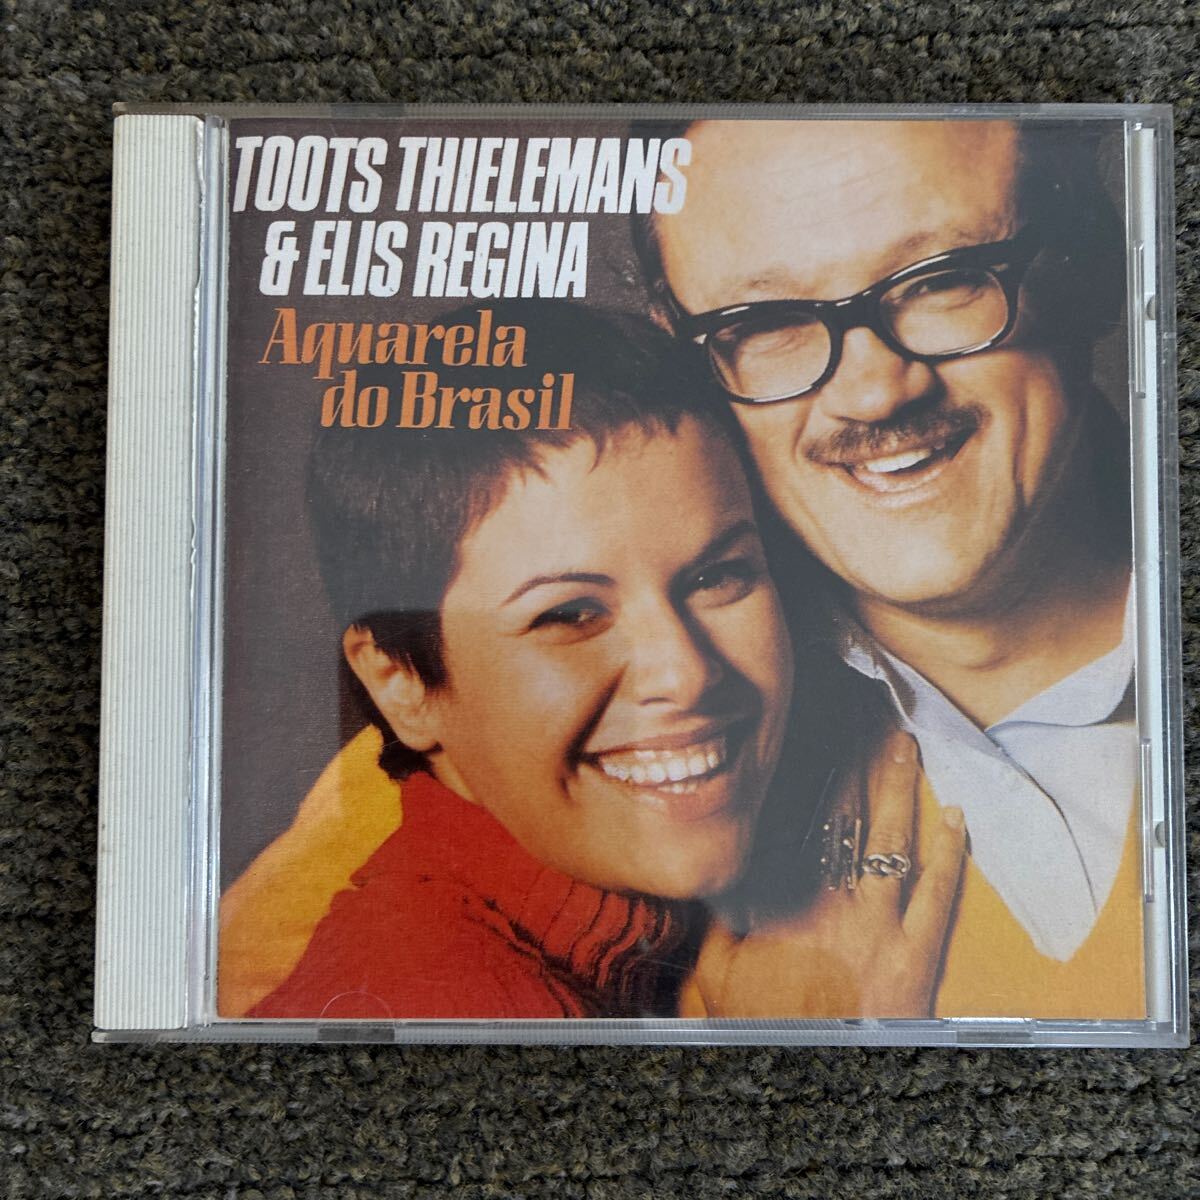 TOOTS THIELEMANS
& ELIS REGINA
Aquarela
do Brasil